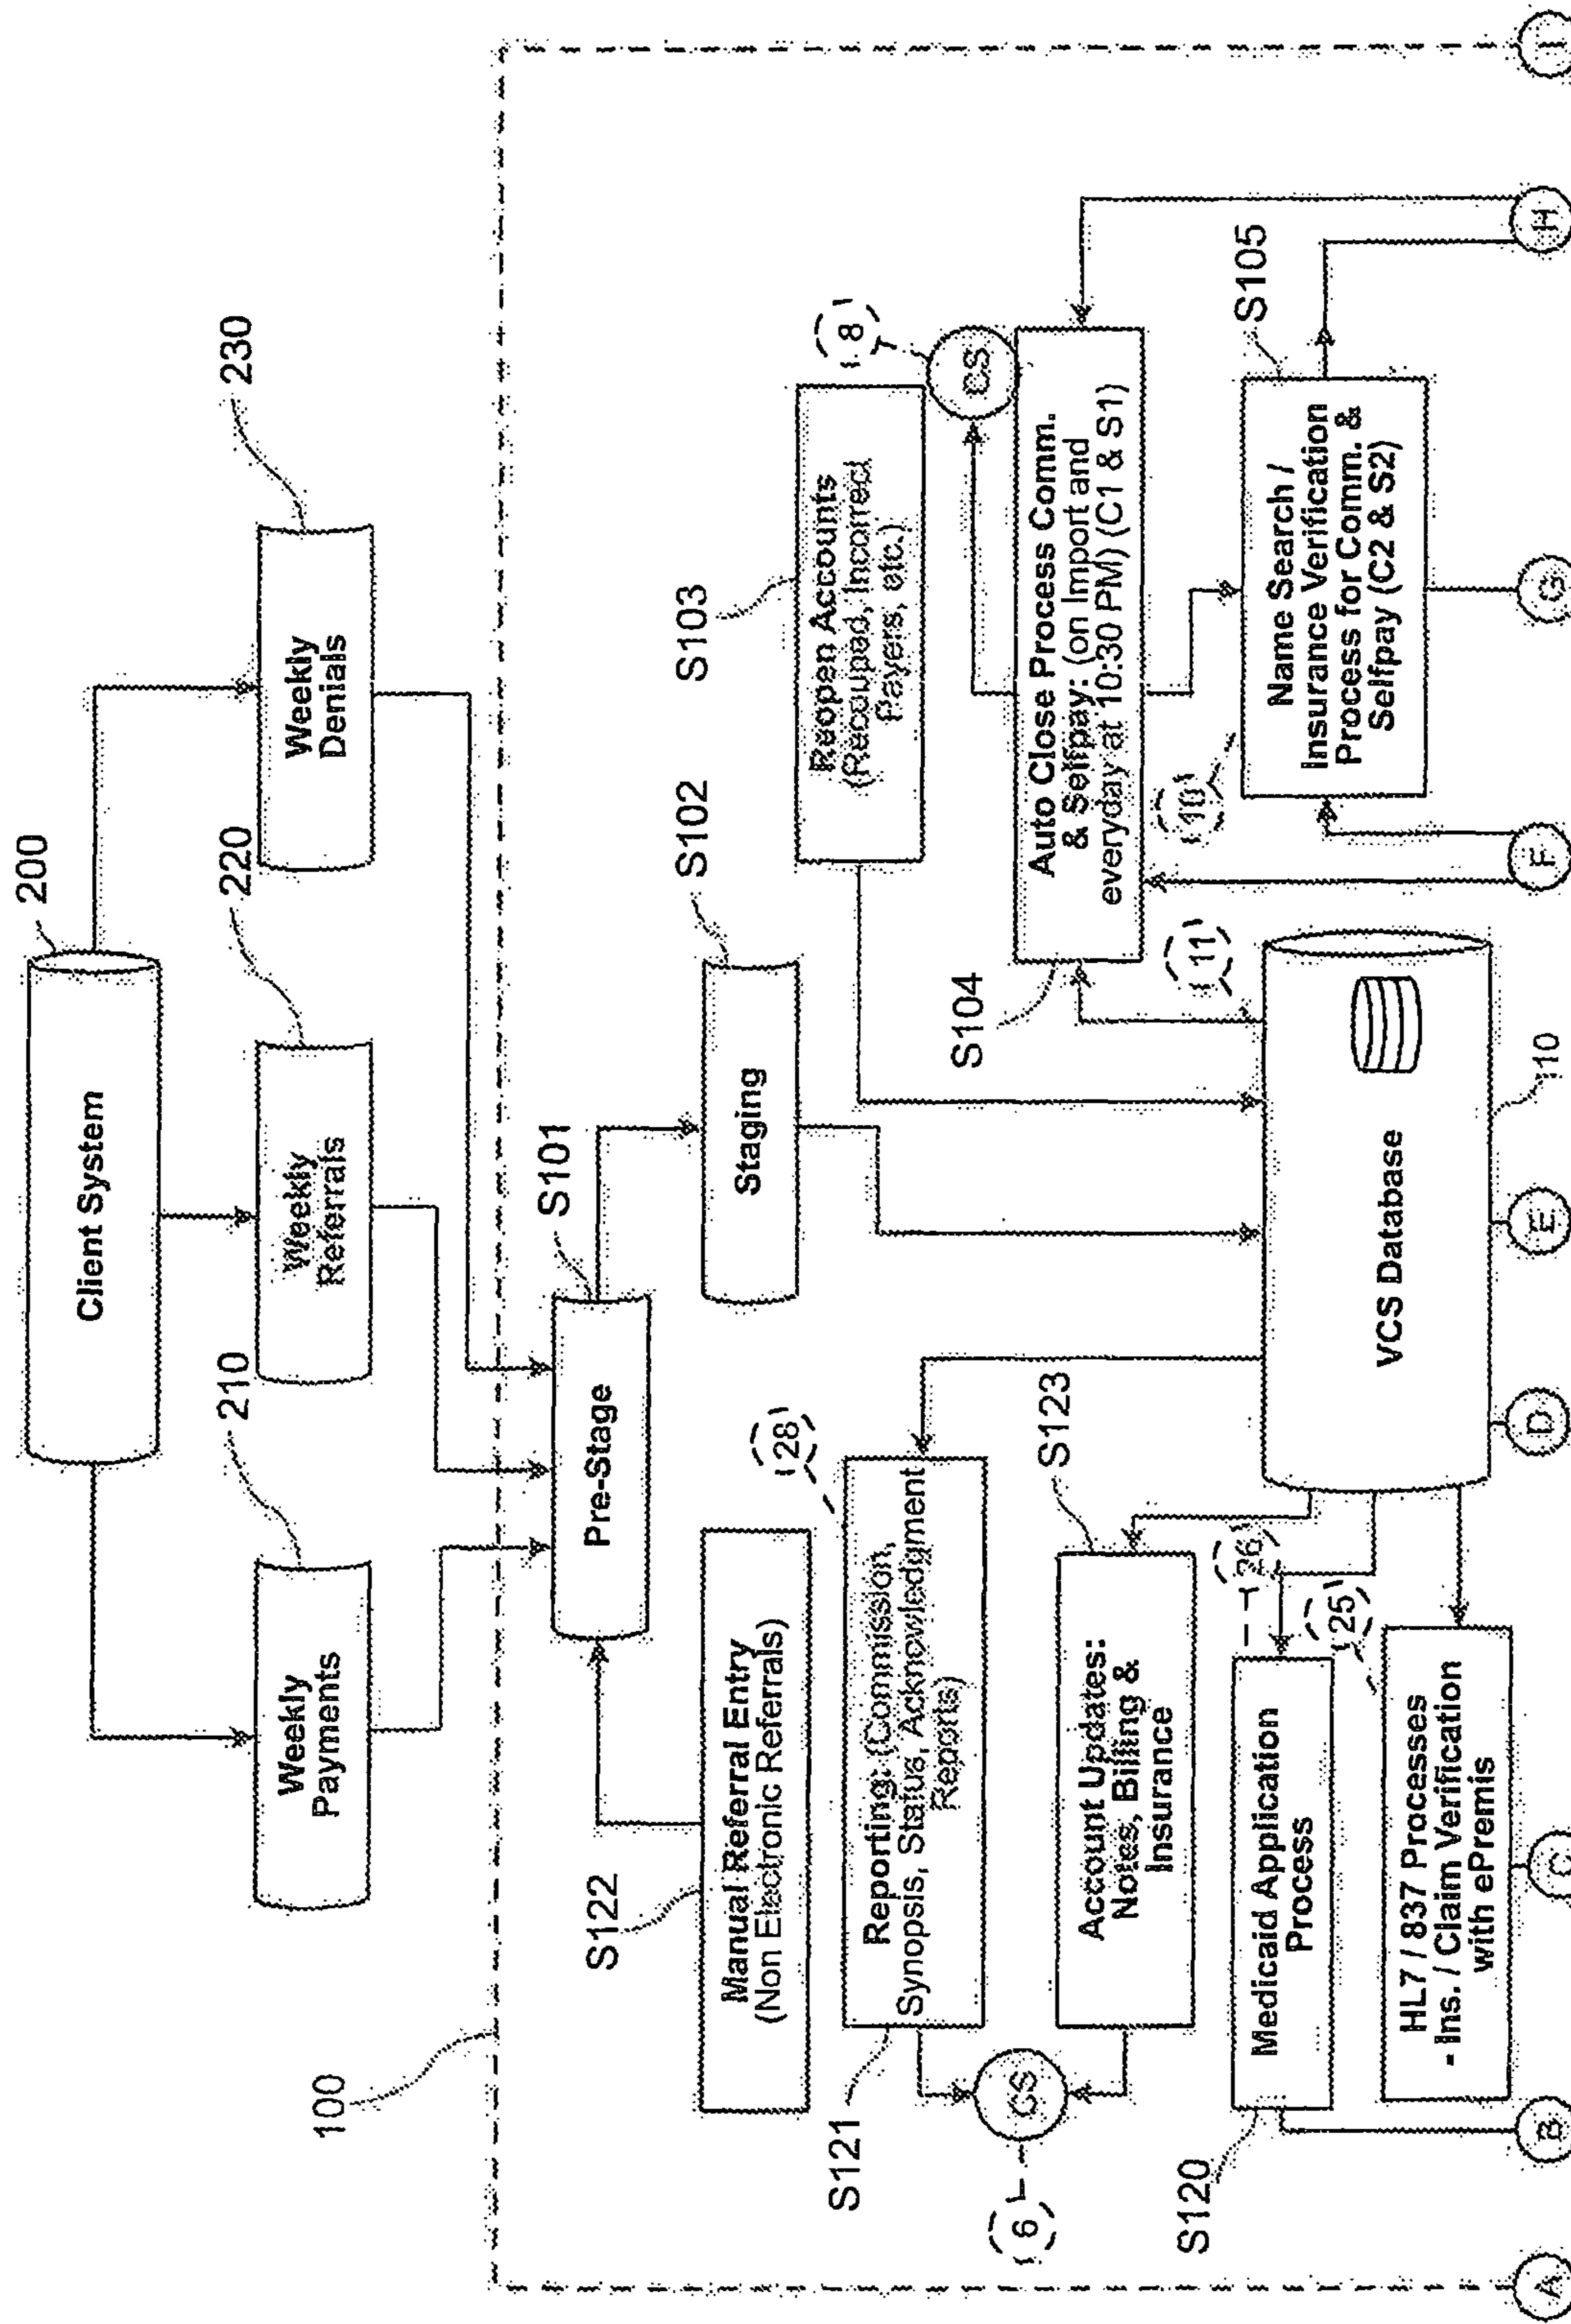 200
Client System
210
Weekly
Payments
220
Weekly
Referrals
230
Weekly
Denials
100
S101
Pre-Stage
S122
Manual Referral Entry
(Non Electronic Referrals)
S102
Staging
S103
Reopen Accounts
(Recouped, Incorrect
Payers, etc.)
28
S121
Reporting: (Commission,
Synopsis, Status, Acknowledgment
Reports)
8
CS
S104
Auto Close Process Comm.
& Selfpay: (on Import and
everyday at 10:30 PM) (C1 & S1)
6
CS
S123
Account Updates:
Notes, Billing &
Insurance
11
10
S105
Name Search /
Insurance Verification
Process for Comm. &
Selfpay (C2 & S2)
S120
Medicaid Application
Process
26
25
HL7 / 837 Processes
- Ins. / Claim Verification
with ePremis
VCS Database
110
A
B
C
D
E
F
G
H
I